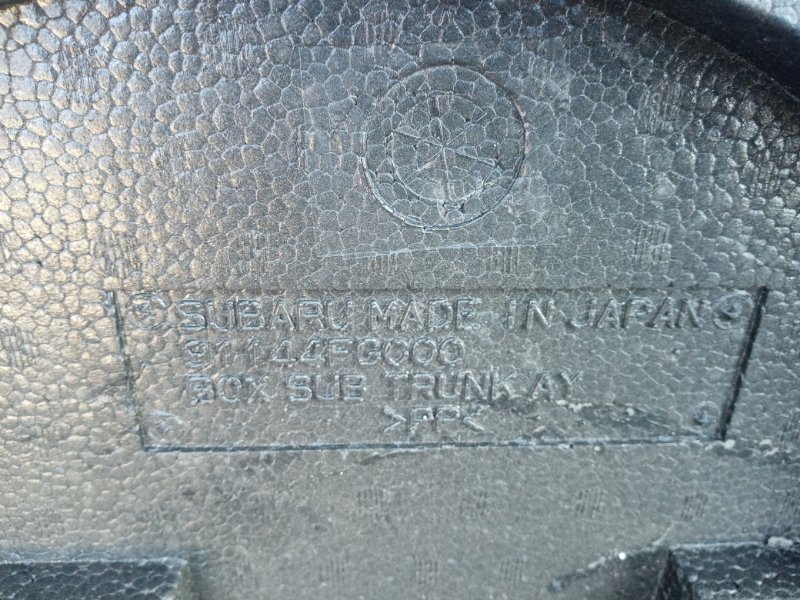 SUBARU MADE IN JAPAN
91144FG000
BOX SUB TRUNK AY
>PP<